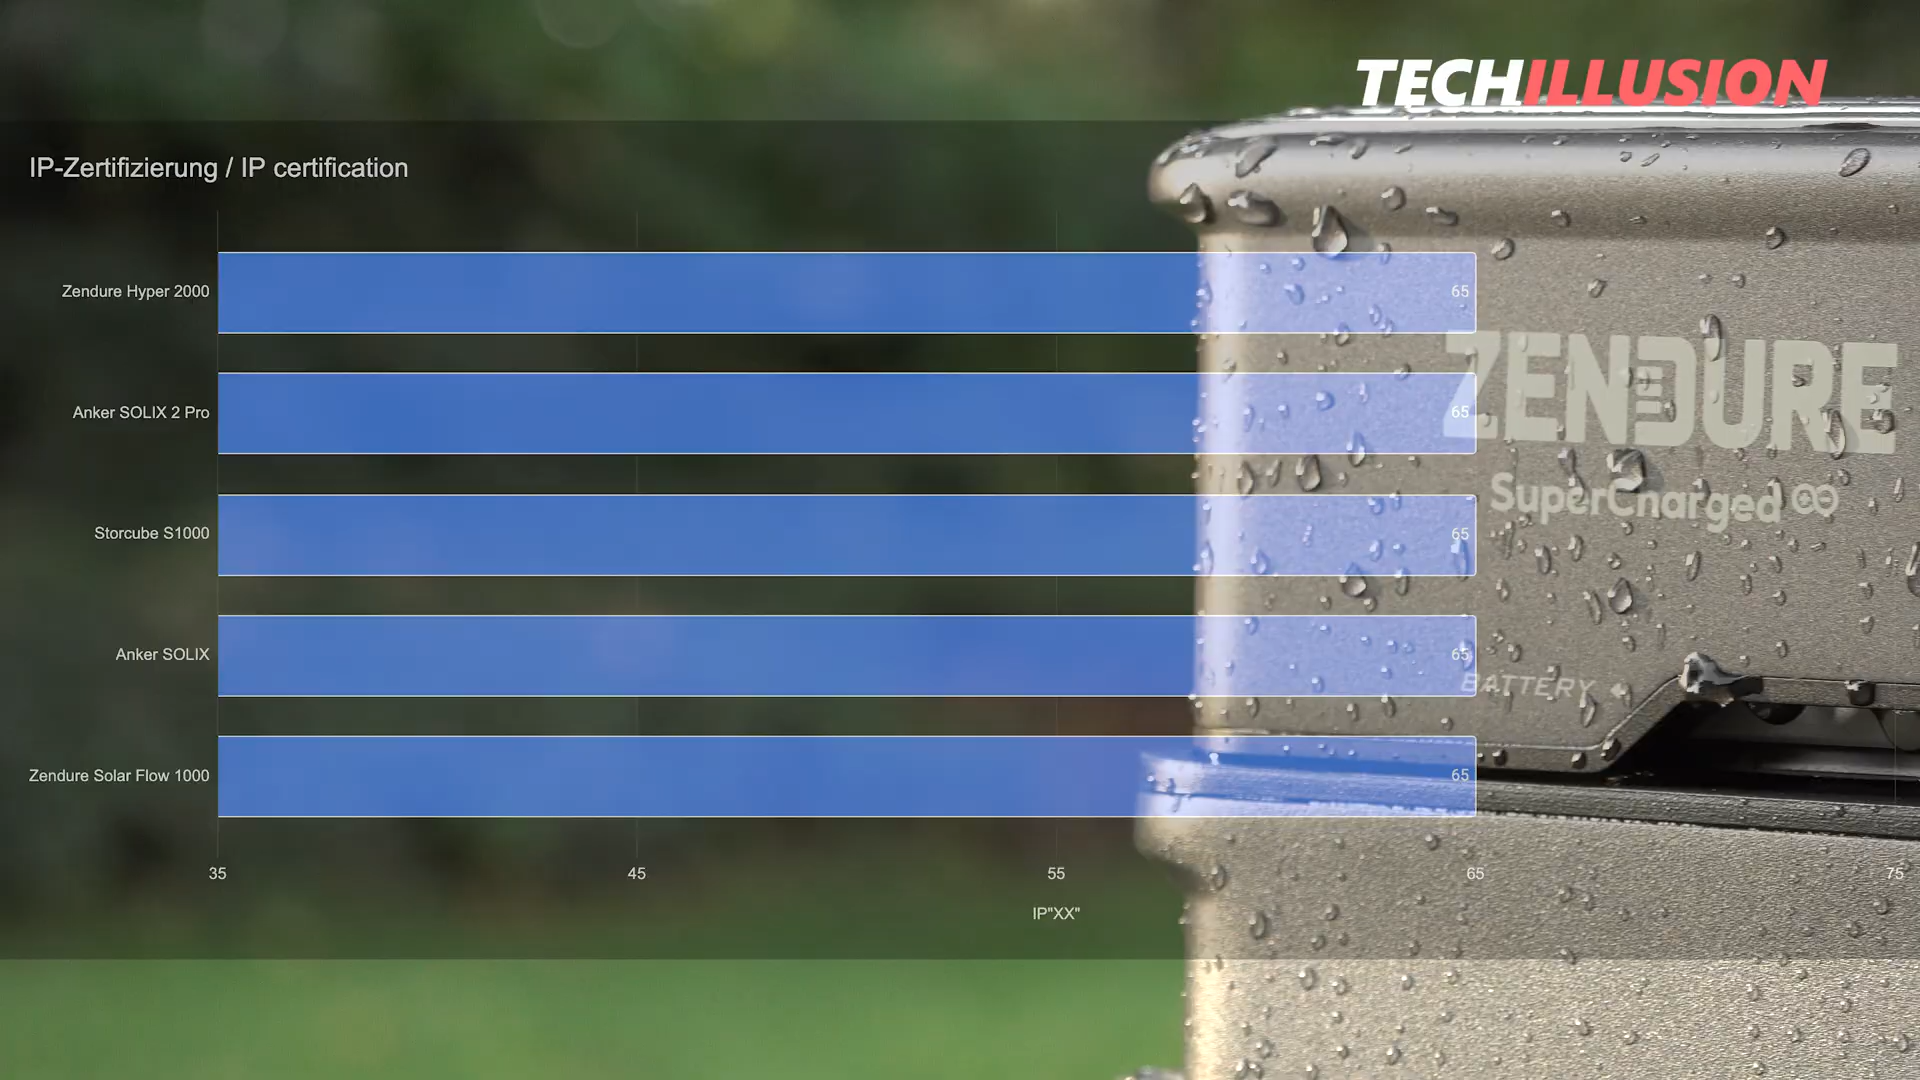 TECHILLUSION
IP-Zertifizierung / IP certification
Zendure Hyper 2000
65
Anker SOLIX 2 Pro
65
Storcube S1000
65
Anker SOLIX
65
Zendure Solar Flow 1000
65
35
45
55
65
75
IP"XX"
ZENDURE
SuperCharged
BATTERY